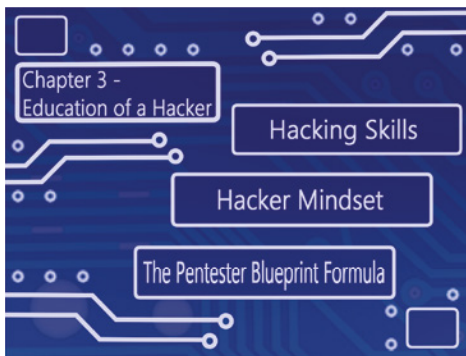 Chapter 3 -
Education of a Hacker
Hacking Skills
Hacker Mindset
The Pentester Blueprint Formula